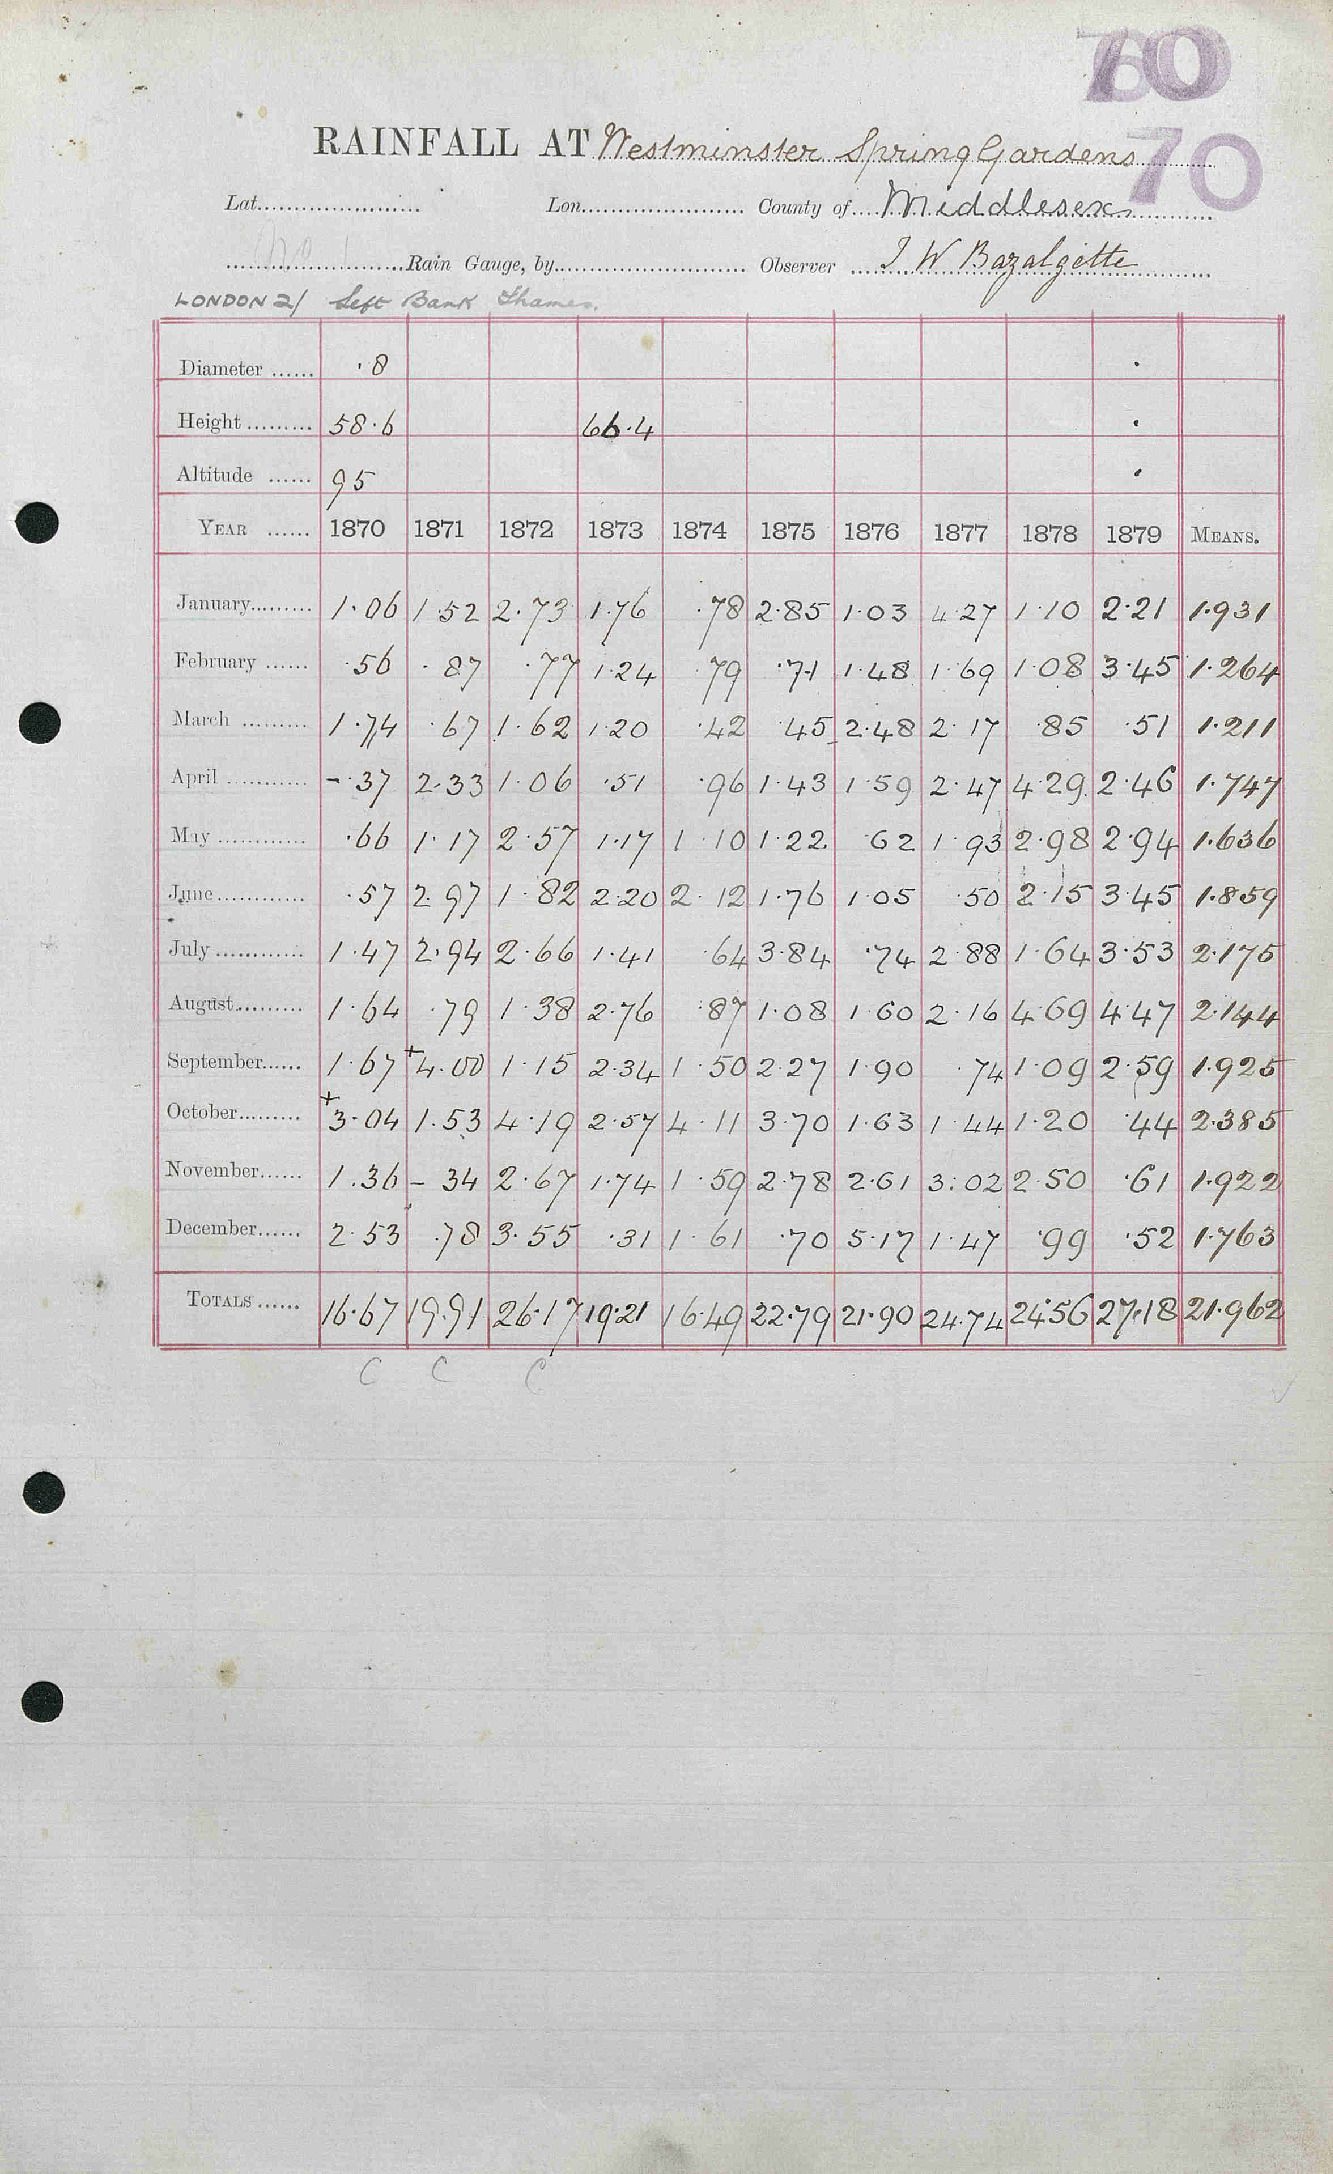 70
70
RAINFALL AT Westminster Spring Gardens
Lat. Lon. County of Middlesex
Rain Gauge, by Observer J W Bazalgette
LONDON 2/ Left Bank Thames.
Diameter ·8 ·
Height 58·6 66·4 ·
Altitude 95 ·
YEAR 1870 1871 1872 1873 1874 1875 1876 1877 1878 1879 MEANS.
January 1·06 1·52 2·73 1·76 ·78 2·85 1·03 4·27 1·10 2·21 1·931
February ·56 ·87 ·77 1·24 ·79 ·71 1·48 1·69 1·08 3·45 1·264
March 1·74 ·67 1·62 1·20 ·42 ·45 2·48 2·17 ·85 ·51 1·211
April –·37 2·33 1·06 ·51 ·96 1·43 1·59 2·47 4·29 2·46 1·747
May ·66 1·17 2·57 1·17 1·10 1·22 ·62 1·93 2·98 2·94 1·636
June ·57 2·97 1·82 2·20 2·12 1·76 1·05 ·50 2·15 3·45 1·859
July 1·47 2·94 2·66 1·41 ·64 3·84 ·74 2·88 1·64 3·53 2·175
August 1·64 ·79 1·38 2·76 ·87 1·08 1·60 2·16 4·69 4·47 2·144
September 1·67 +4·00 1·15 2·34 1·50 2·27 1·90 ·74 1·09 2·59 1·925
October +3·04 1·53 4·19 2·57 4·11 3·70 1·63 1·44 1·20 ·44 2·385
November 1·36 – 34 2·67 1·74 1·59 2·78 2·61 3·02 2·50 ·61 1·922
December 2·53 ·78 3·55 ·31 1·61 ·70 5·17 1·47 ·99 ·52 1·763
TOTALS 16·67 19·91 26·17 19·21 16·49 22·79 21·90 24·74 24·56 27·18 21·962
C C C